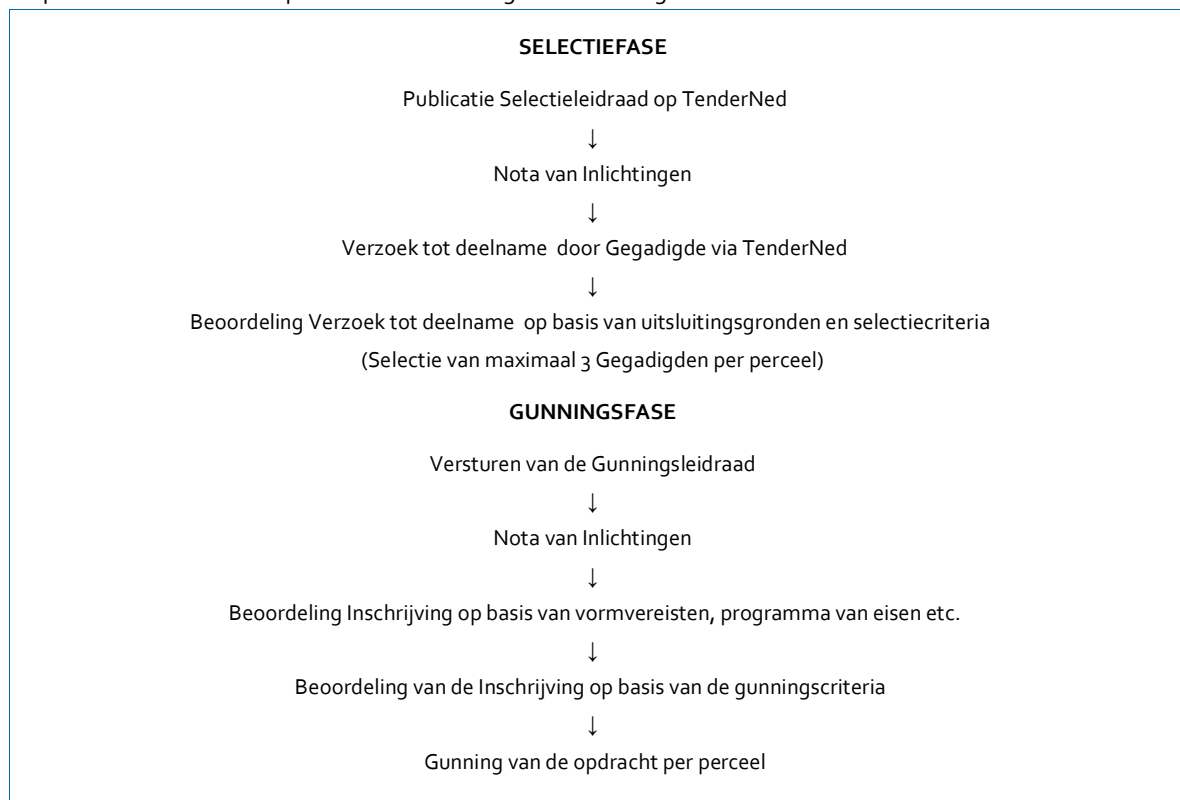 SELECTIEFASE
Publicatie Selectieleidraad op TenderNed
↓
Nota van Inlichtingen
↓
Verzoek tot deelname door Gegadigde via TenderNed
↓
Beoordeling Verzoek tot deelname op basis van uitsluitingsgronden en selectiecriteria
(Selectie van maximaal 3 Gegadigden per perceel)
GUNNINGSFASE
Versturen van de Gunningsleidraad
↓
Nota van Inlichtingen
↓
Beoordeling Inschrijving op basis van vormvereisten, programma van eisen etc.
↓
Beoordeling van de Inschrijving op basis van de gunningscriteria
↓
Gunning van de opdracht per perceel